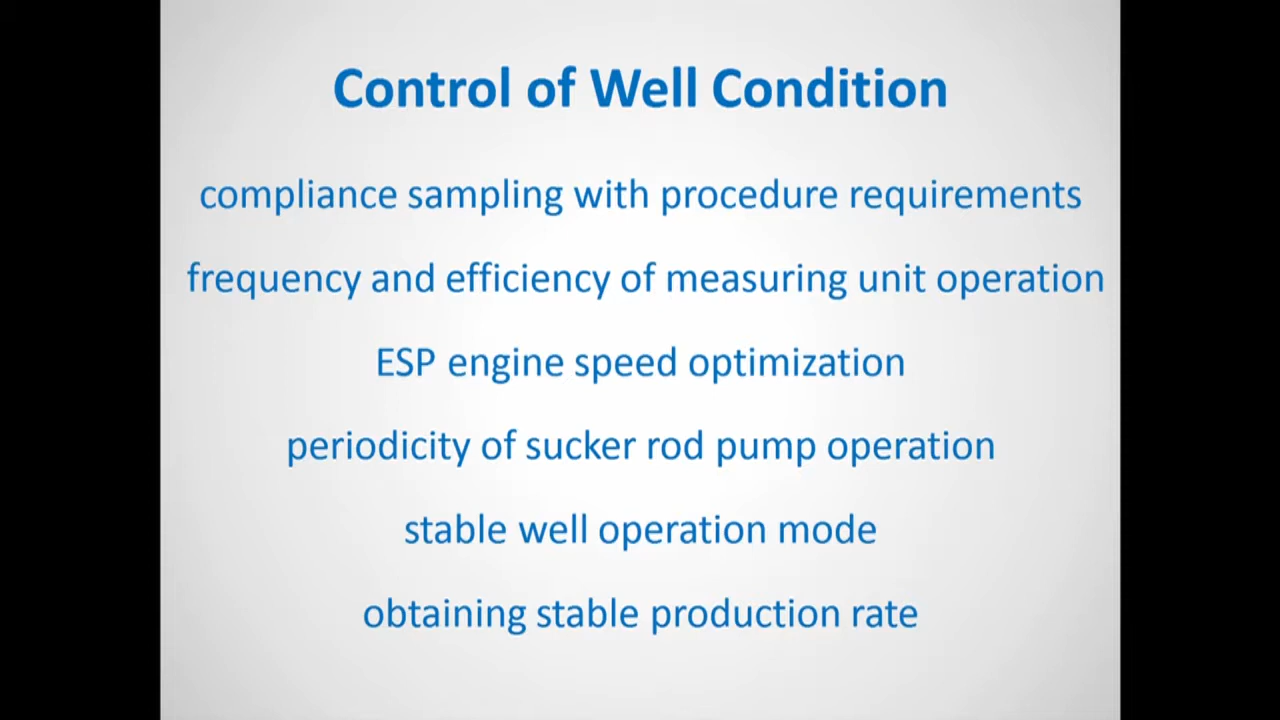 Control of Well Condition
compliance sampling with procedure requirements
frequency and efficiency of measuring unit operation
ESP engine speed optimization
periodicity of sucker rod pump operation
stable well operation mode
obtaining stable production rate